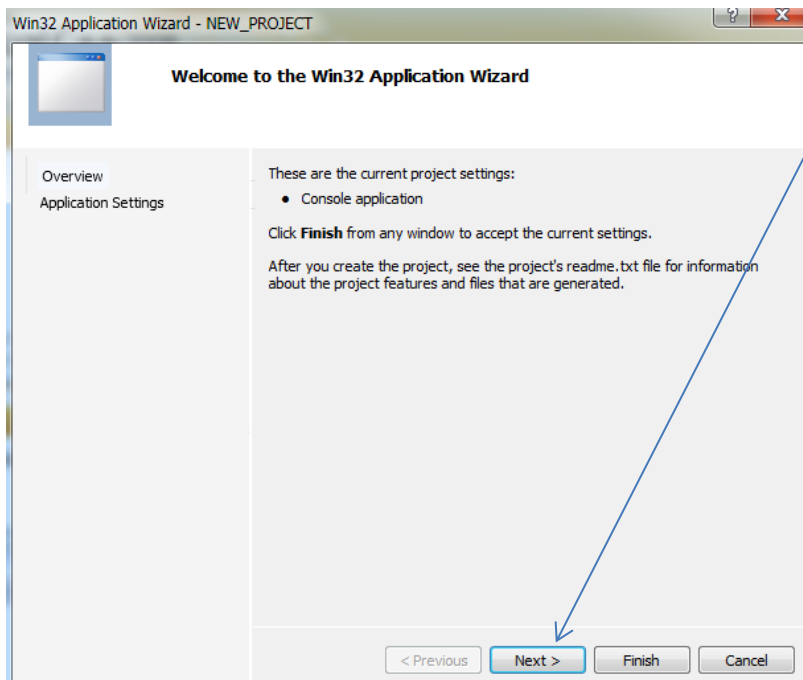 Win32 Application Wizard - NEW_PROJECT
Welcome to the Win32 Application Wizard
Overview
Application Settings
These are the current project settings:
• Console application
Click Finish from any window to accept the current settings.
After you create the project, see the project's readme.txt file for information
about the project features and files that are generated.
< Previous
Next >
Finish
Cancel